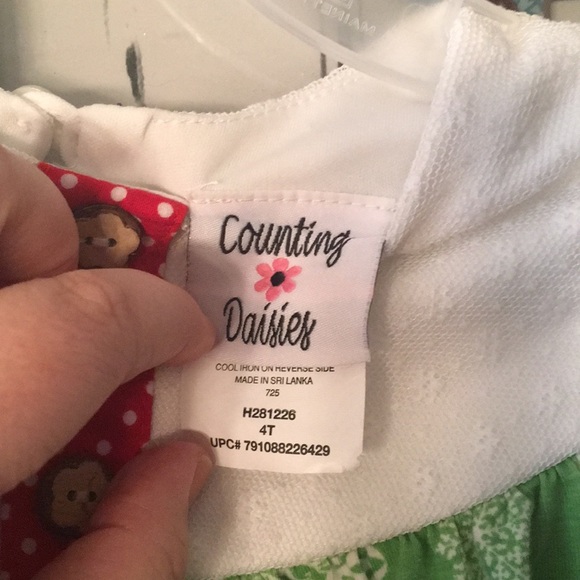 Counting
Daisies
COOL IRON ON REVERSE SIDE
MADE IN SRI LANKA
725
H281226
4T
UPC# 791088226429